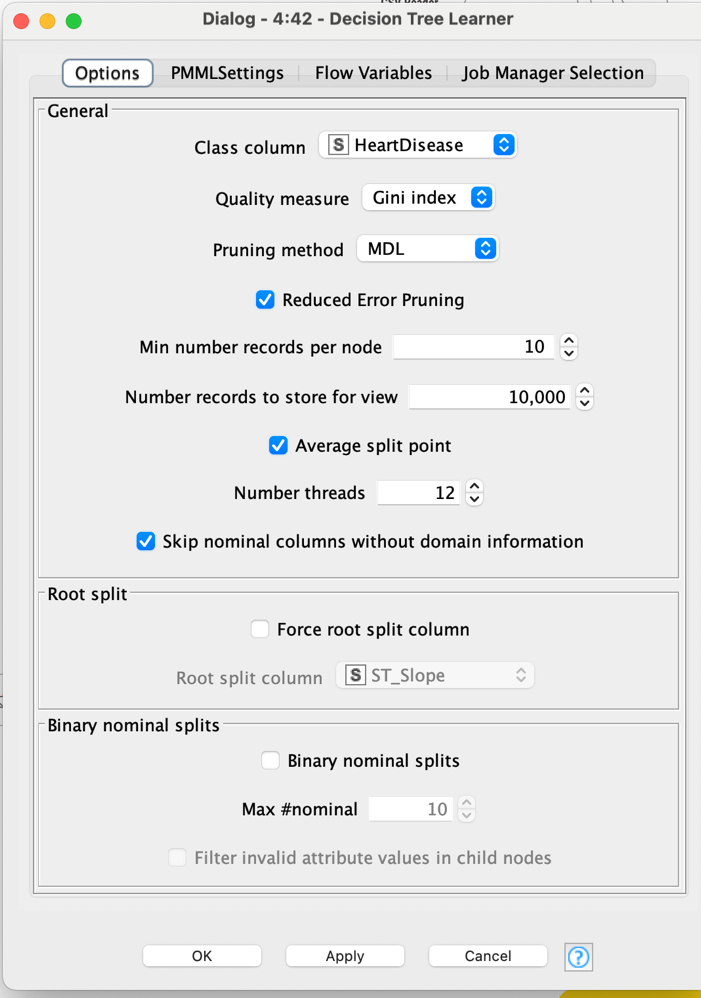 Dialog - 4:42 - Decision Tree Learner
Options PMMLSettings Flow Variables Job Manager Selection
General
Class column S HeartDisease
Quality measure Gini index
Pruning method MDL
Reduced Error Pruning
Min number records per node 10
Number records to store for view 10,000
Average split point
Number threads 12
Skip nominal columns without domain information
Root split
Force root split column
Root split column S ST_Slope
Binary nominal splits
Binary nominal splits
Max #nominal 10
Filter invalid attribute values in child nodes
OK Apply Cancel ?